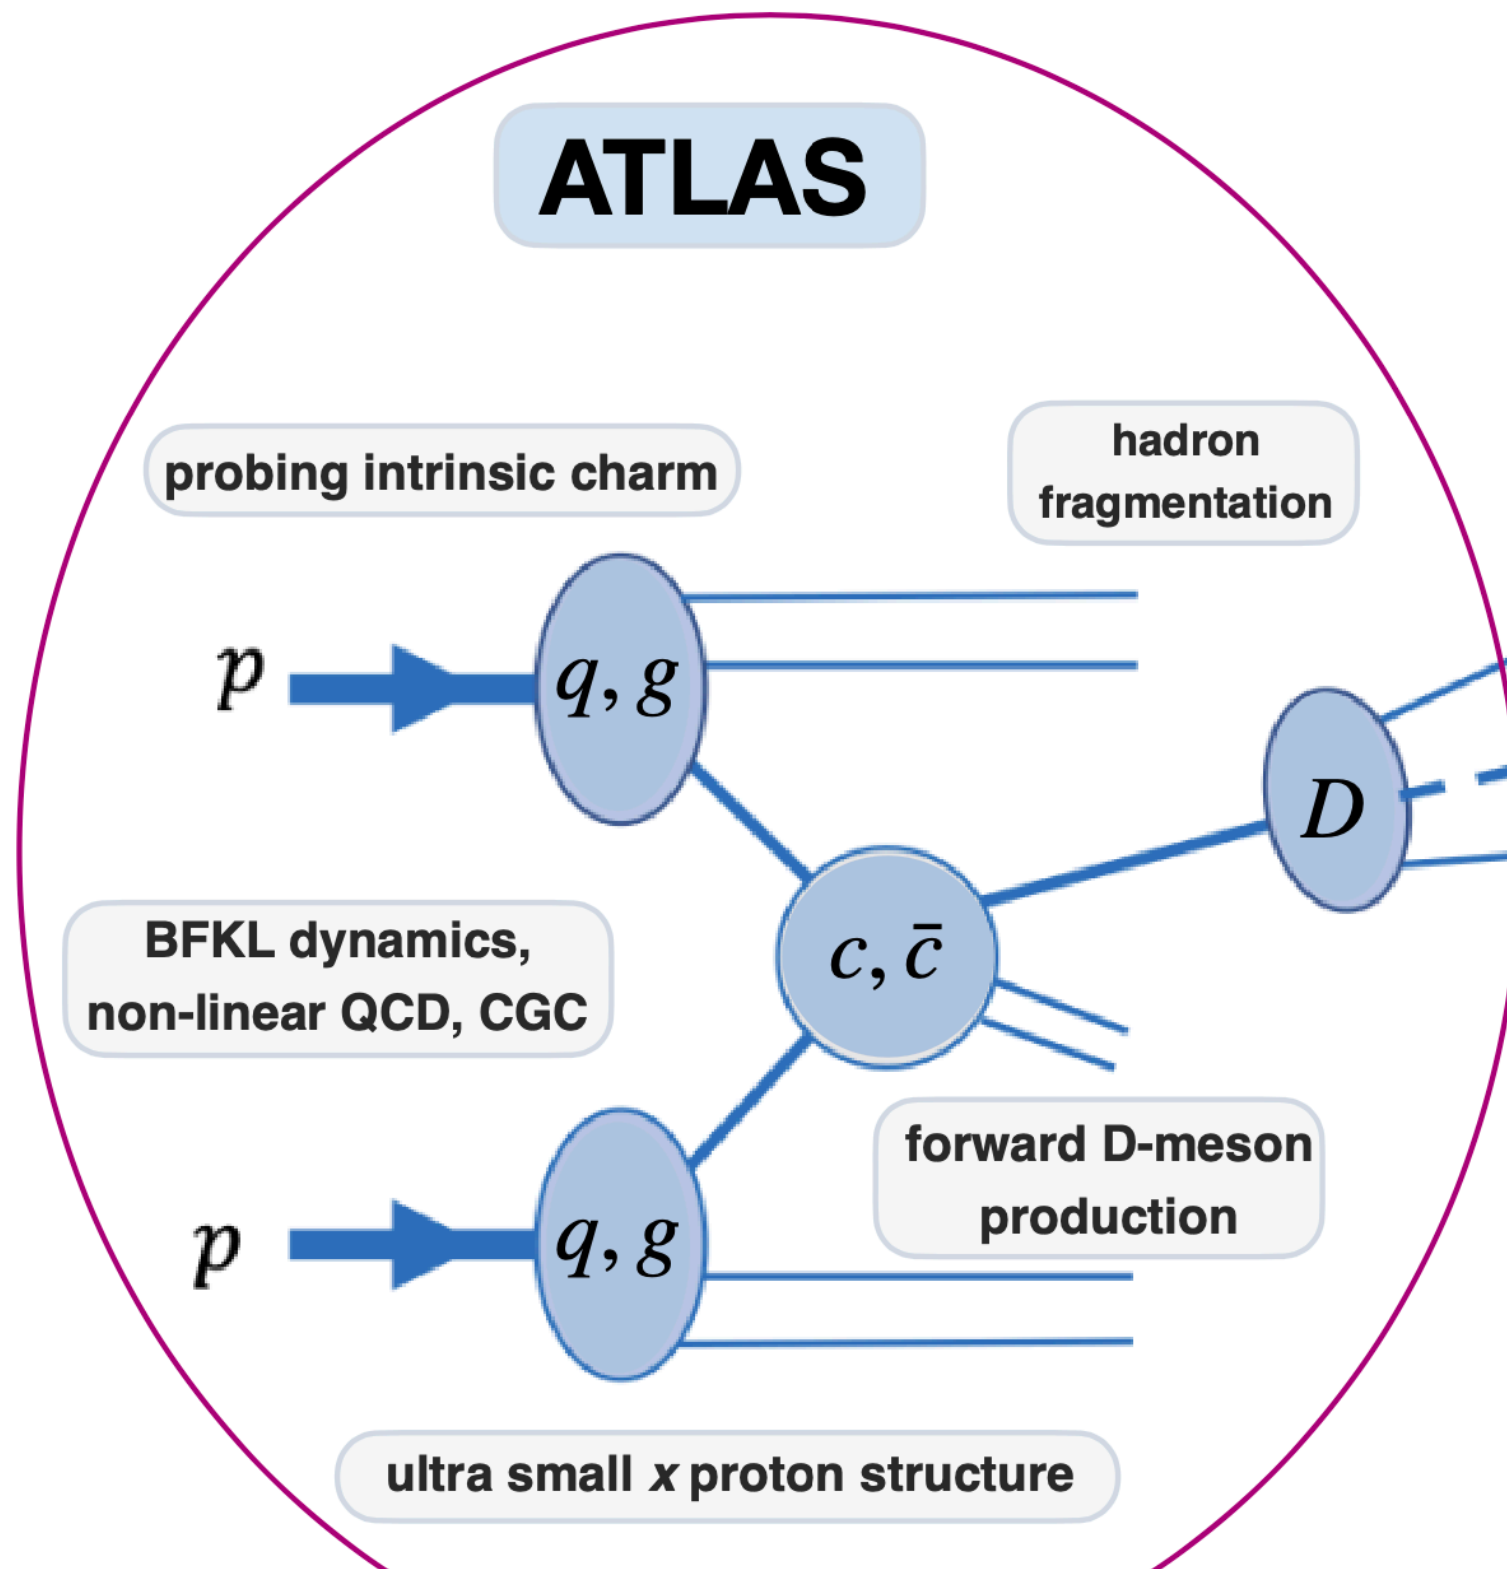 ATLAS
probing intrinsic charm
hadron
fragmentation
p
q, g
D
BFKL dynamics,
non-linear QCD, CGC
c, c̄
forward D-meson
production
p
q, g
ultra small x proton structure